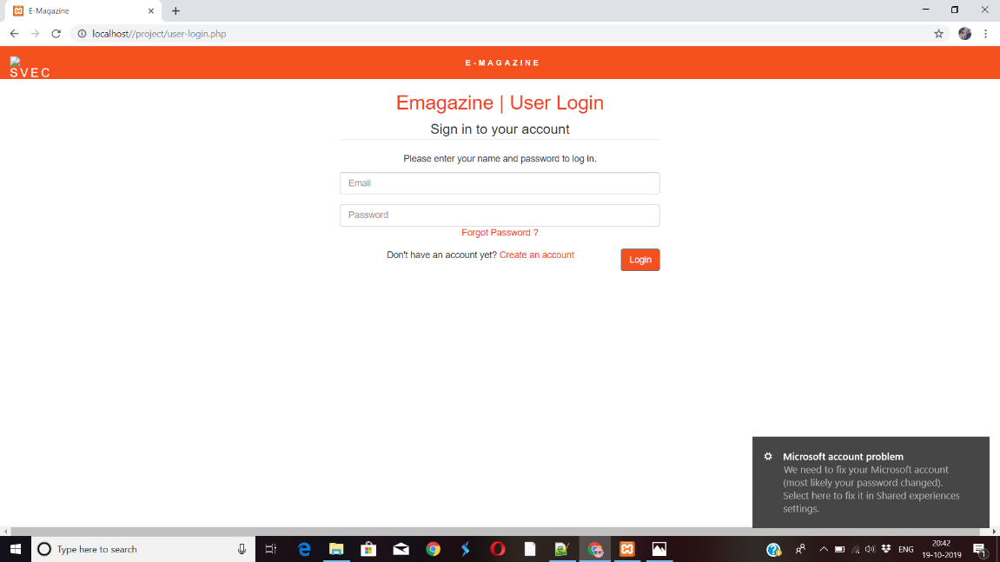 E-Magazine
localhost//project/user-login.php
SVEC
E-MAGAZINE
Emagazine | User Login
Sign in to your account
Please enter your name and password to log in.
Email
Password
Forgot Password ?
Don't have an account yet? Create an account
Login
Microsoft account problem
We need to fix your Microsoft account
(most likely your password changed).
Select here to fix it in Shared experiences
settings.
Type here to search
ENG
20:42
19-10-2019
1